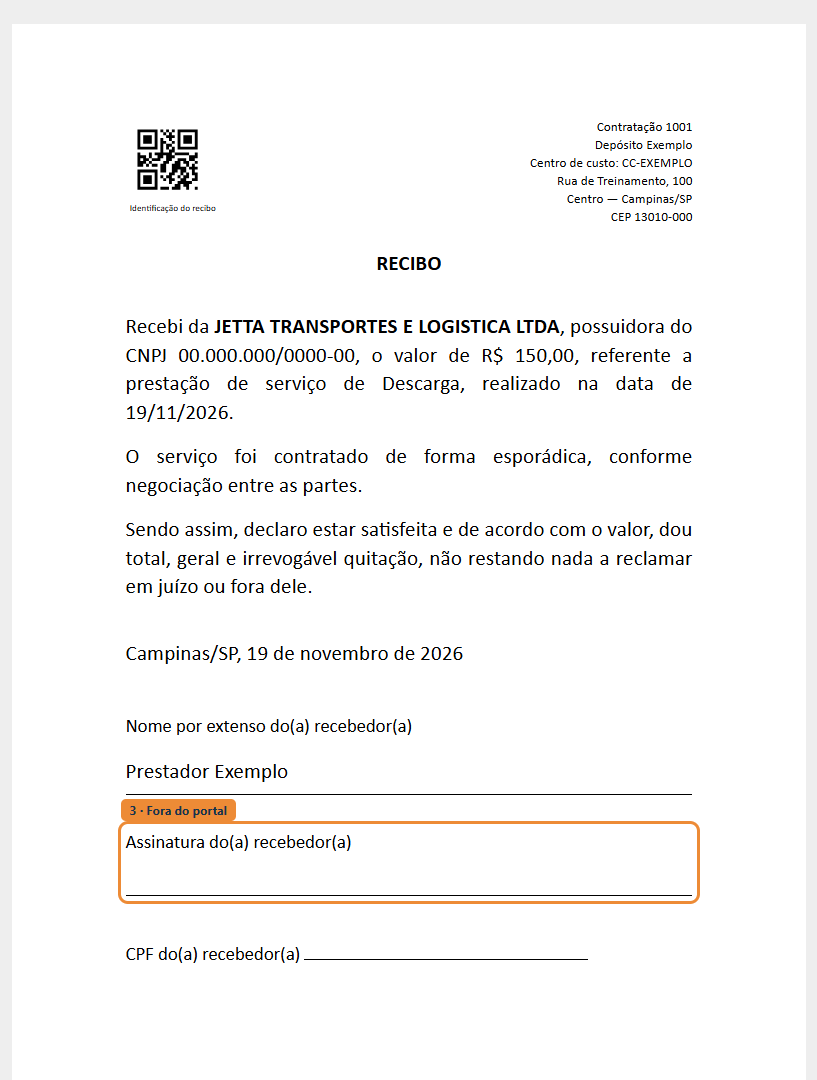 Contratação 1001
Depósito Exemplo
Centro de custo: CC-EXEMPLO
Rua de Treinamento, 100
Centro — Campinas/SP
CEP 13010-000
Identificação do recibo
RECIBO
Recebi da JETTA TRANSPORTES E LOGISTICA LTDA, possuidora do
CNPJ 00.000.000/0000-00, o valor de R$ 150,00, referente a
prestação de serviço de Descarga, realizado na data de
19/11/2026.
O serviço foi contratado de forma esporádica, conforme
negociação entre as partes.
Sendo assim, declaro estar satisfeita e de acordo com o valor, dou
total, geral e irrevogável quitação, não restando nada a reclamar
em juízo ou fora dele.
Campinas/SP, 19 de novembro de 2026
Nome por extenso do(a) recebedor(a)
Prestador Exemplo
3 · Fora do portal
Assinatura do(a) recebedor(a)
CPF do(a) recebedor(a)